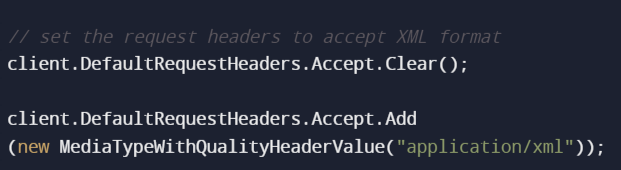 // set the request headers to accept XML format
client.DefaultRequestHeaders.Accept.Clear();
client.DefaultRequestHeaders.Accept.Add
(new MediaTypeWithQualityHeaderValue("application/xml"));